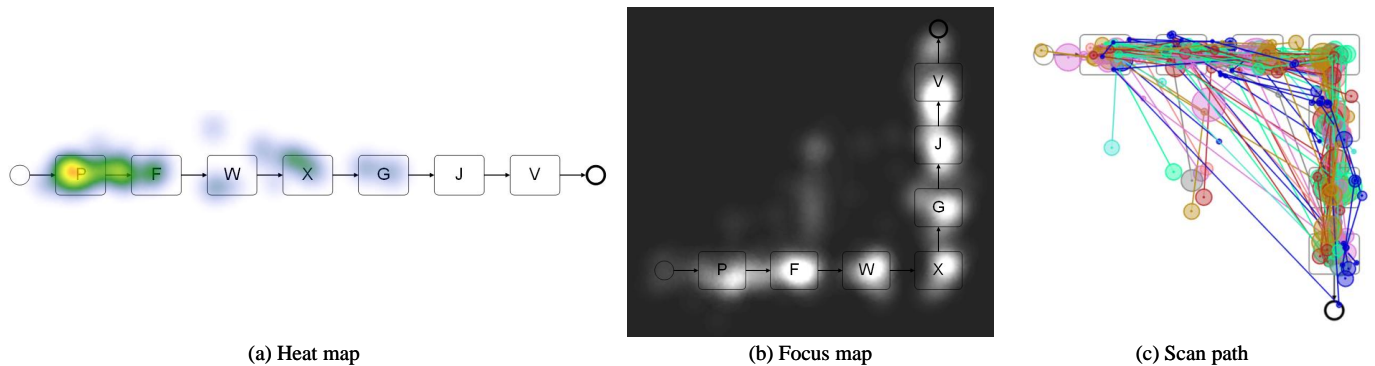 P F W X G J V
V
J
G
P F W X
(a) Heat map
(b) Focus map
(c) Scan path